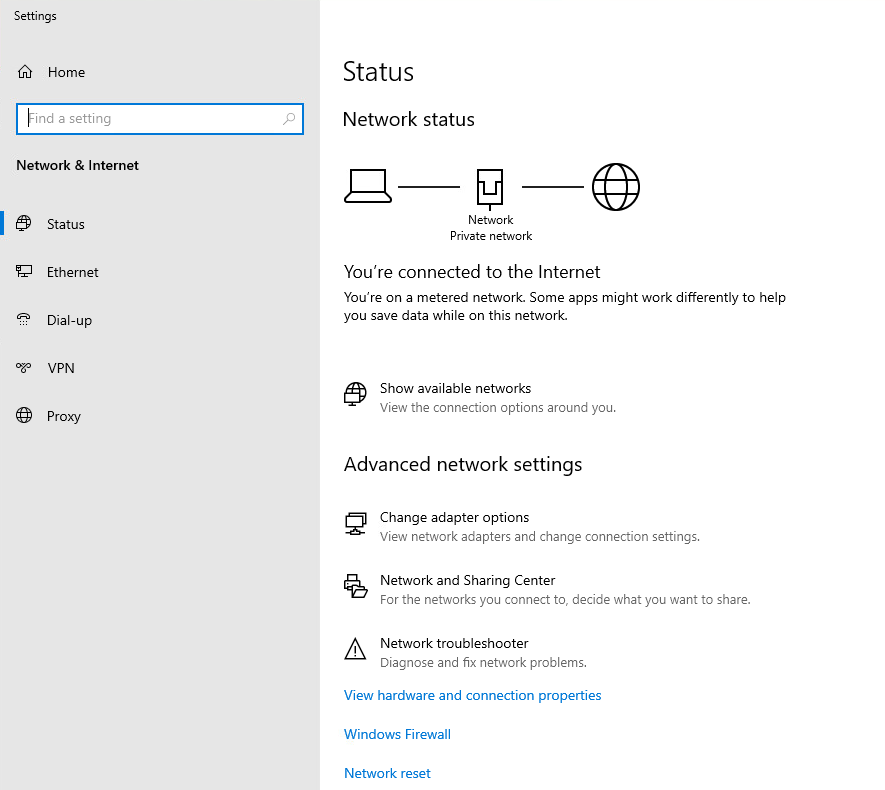 Settings
Home
Find a setting
Network & Internet
Status
Ethernet
Dial-up
VPN
Proxy
Status
Network status
Network
Private network
You're connected to the Internet
You're on a metered network. Some apps might work differently to help
you save data while on this network.
Show available networks
View the connection options around you.
Advanced network settings
Change adapter options
View network adapters and change connection settings.
Network and Sharing Center
For the networks you connect to, decide what you want to share.
Network troubleshooter
Diagnose and fix network problems.
View hardware and connection properties
Windows Firewall
Network reset